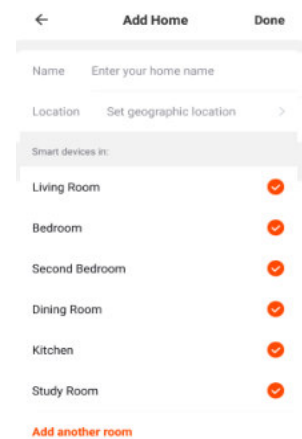 Add Home Done
Name Enter your home name
Location Set geographic location
Smart devices in:
Living Room
Bedroom
Second Bedroom
Dining Room
Kitchen
Study Room
Add another room